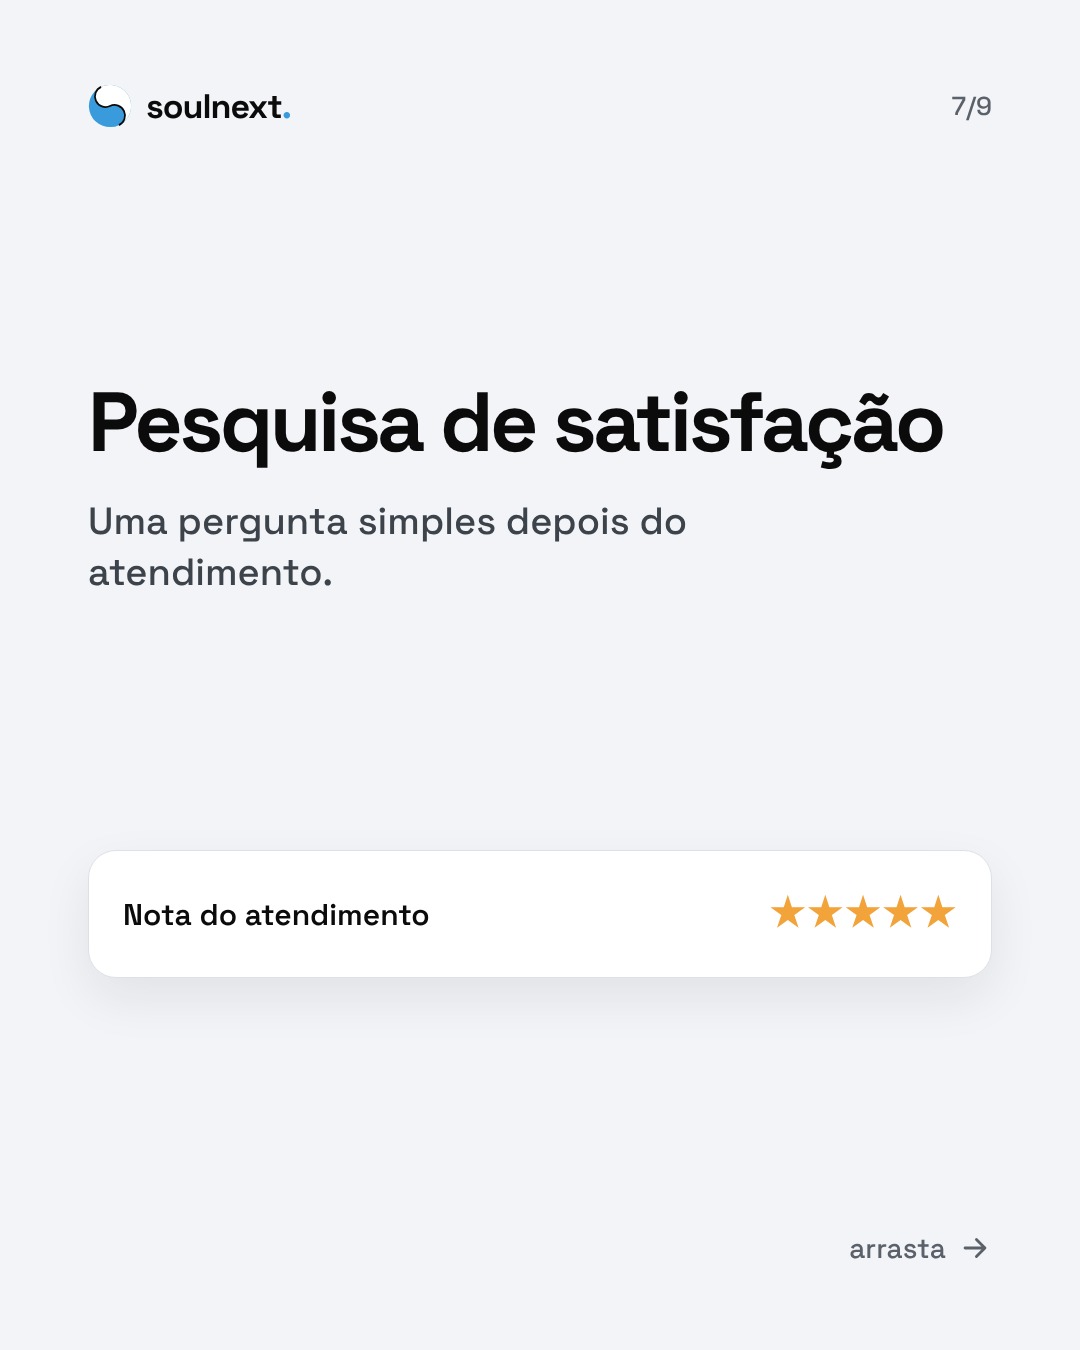 soulnext.
7/9
Pesquisa de satisfação
Uma pergunta simples depois do
atendimento.
Nota do atendimento
★★★★★
arrasta →